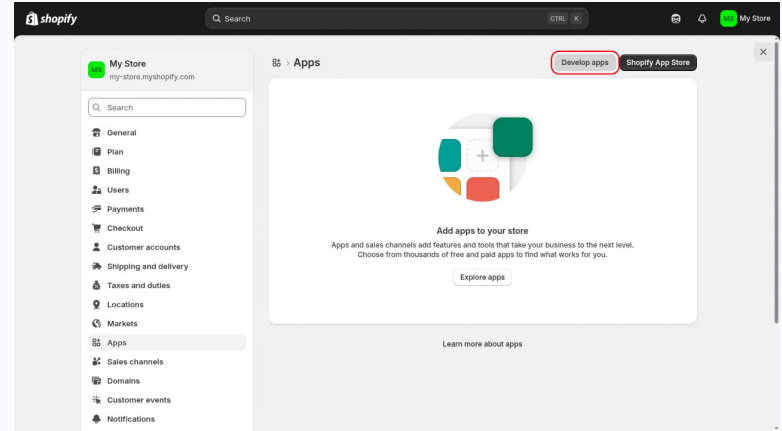 shopify
Search
CTRL K
MS My Store
MS My Store
my-store.myshopify.com
Search
General
Plan
Billing
Users
Payments
Checkout
Customer accounts
Shipping and delivery
Taxes and duties
Locations
Markets
Apps
Sales channels
Domains
Customer events
Notifications
Apps
Develop apps
Shopify App Store
Add apps to your store
Apps and sales channels add features and tools that take your business to the next level.
Choose from thousands of free and paid apps to find what works for you.
Explore apps
Learn more about apps